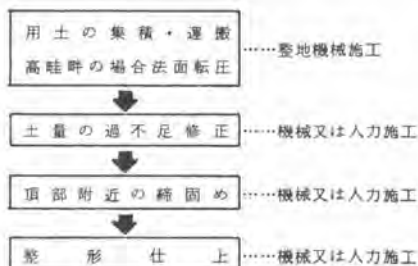 用土の集積・運搬
高畦畔の場合法面転圧……整地機械施工
土量の過不足修正……機械又は人力施工
頂部附近の締固め……機械又は人力施工
整形仕上……機械又は人力施工